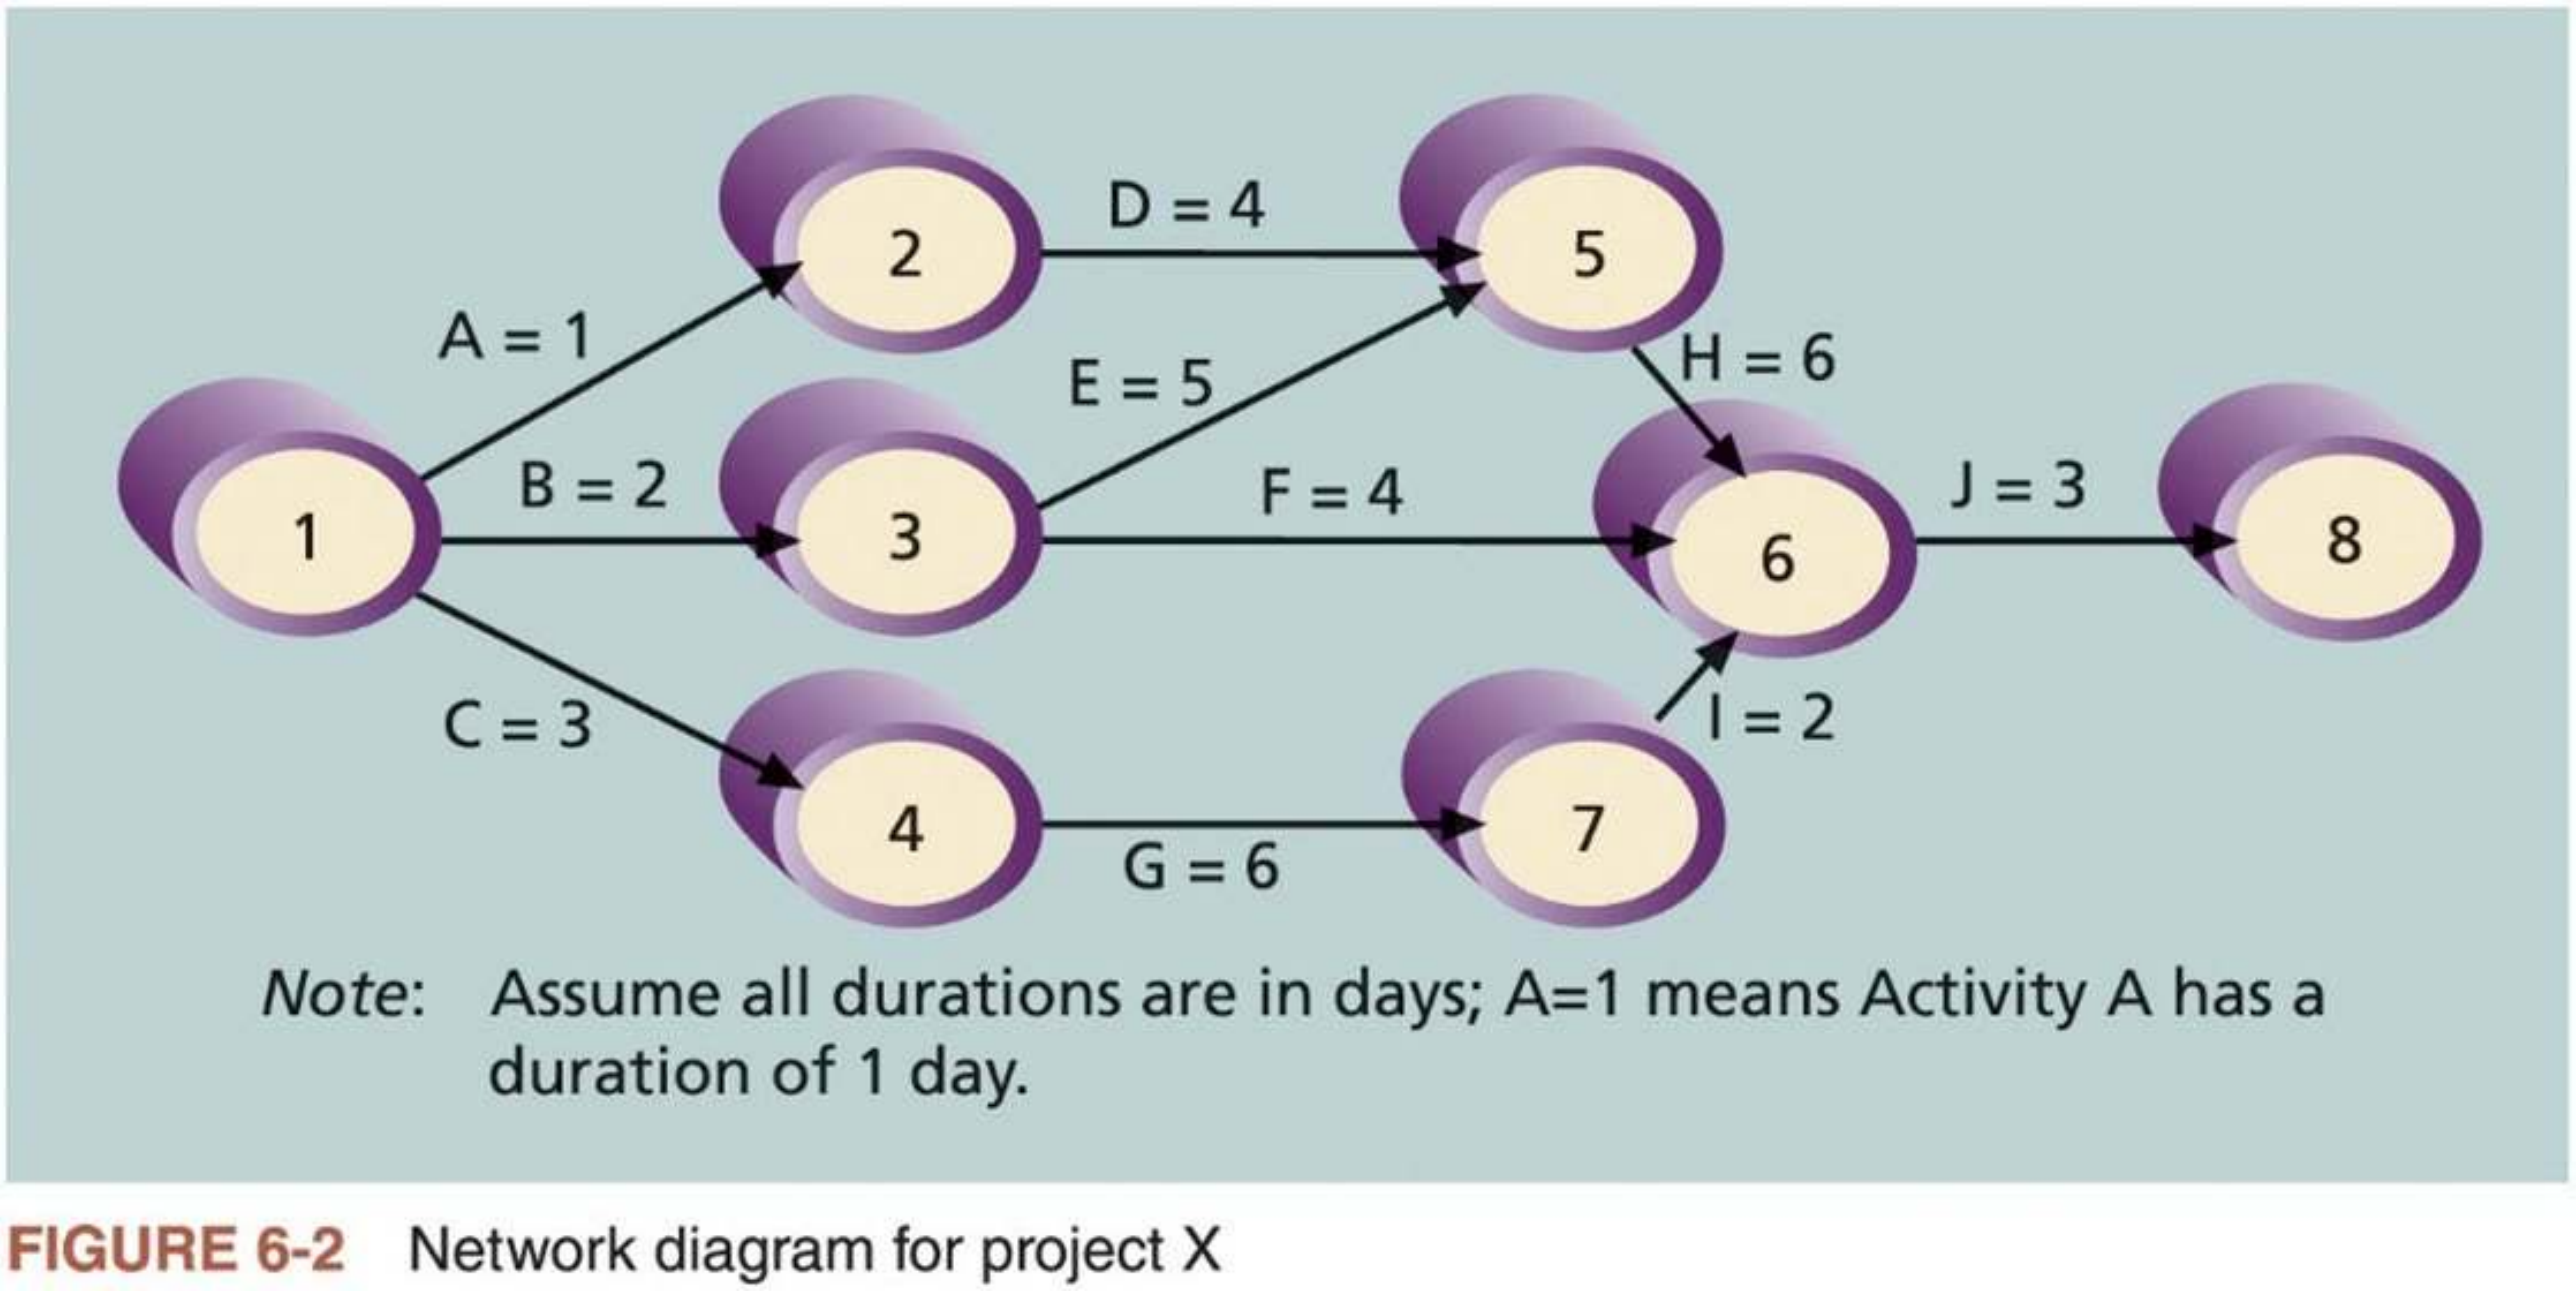 2
D = 4
5
A = 1
E = 5
H = 6
1
B = 2
3
F = 4
6
J = 3
8
C = 3
4
G = 6
7
I = 2
Note: Assume all durations are in days; A=1 means Activity A has a
duration of 1 day.
FIGURE 6-2 Network diagram for project X